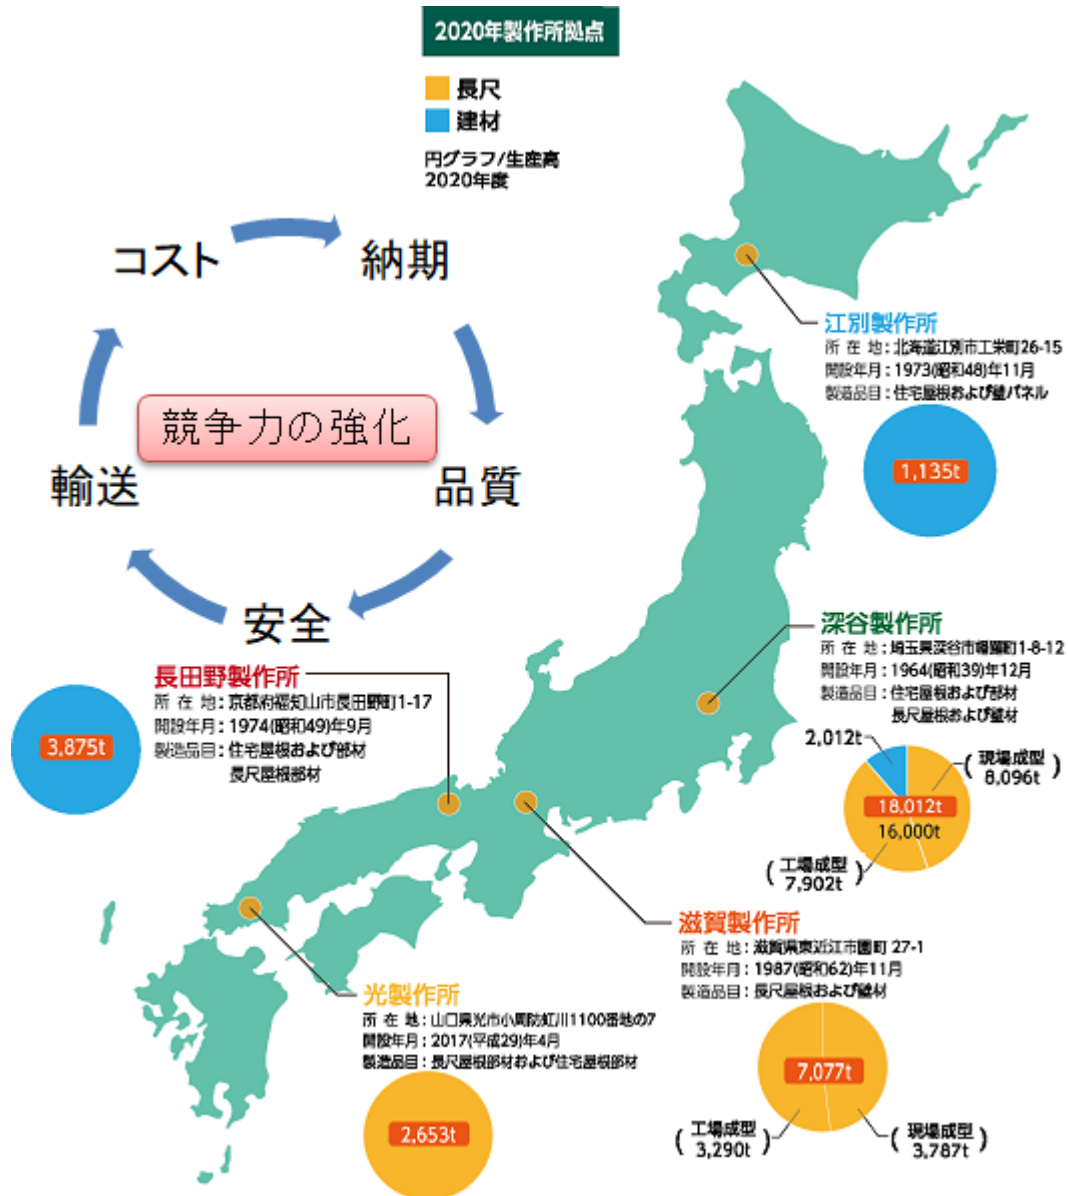 2020年製作所拠点
長尺
建材
円グラフ/生産高
2020年度
コスト
納期
競争力の強化
輸送
品質
安全
江別製作所
所在地:北海道江別市工栄町26-15
開設年月:1973(昭和48)年11月
製造品目:住宅屋根および壁パネル
1,135t
深谷製作所
所在地:埼玉県深谷市幡羅町1-8-12
開設年月:1964(昭和39)年12月
製造品目:住宅屋根および部材
長尺屋根および壁材
2,012t
(現場成型
8,096t)
18,012t
16,000t
(工場成型
7,902t)
長田野製作所
所在地:京都府福知山市長田野町1-17
開設年月:1974(昭和49)年9月
製造品目:住宅屋根および部材
長尺屋根部材
3,875t
滋賀製作所
所在地:滋賀県東近江市園町 27-1
開設年月:1987(昭和62)年11月
製造品目:長尺屋根および壁材
7,077t
(工場成型
3,290t)
(現場成型
3,787t)
光製作所
所在地:山口県光市小周防虹川1100番地の7
開設年月:2017(平成29)年4月
製造品目:長尺屋根部材および住宅屋根部材
2,653t